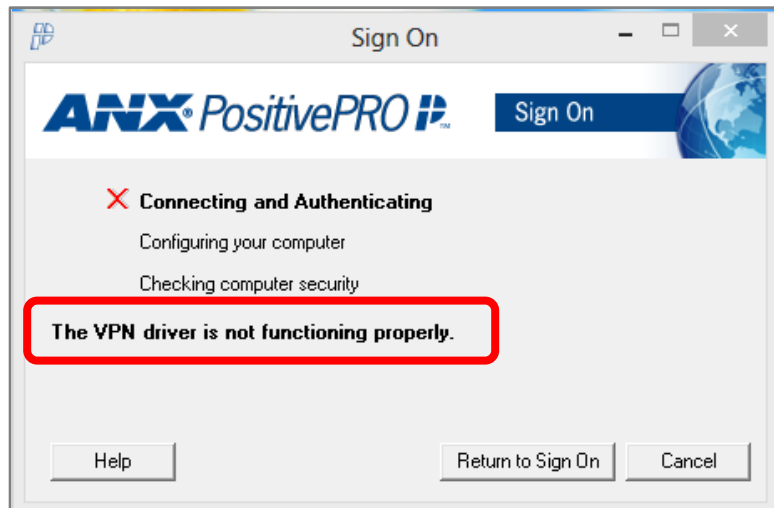 Sign On
ANX® PositivePRO
Sign On
Connecting and Authenticating
Configuring your computer
Checking computer security
The VPN driver is not functioning properly.
Help
Return to Sign On
Cancel